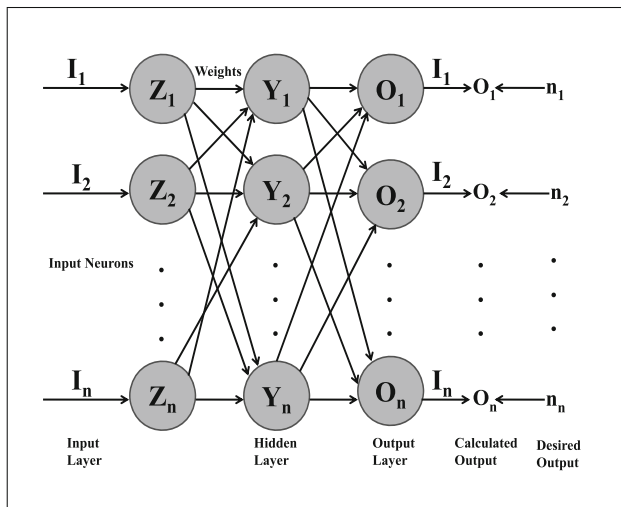 I1 Z1 Weights Y1 O1 I1 O1 n1
I2 Z2 Y2 O2 I2 O2 n2
Input Neurons
In Zn Yn On In On nn
Input Layer
Hidden Layer
Output Layer
Calculated Output
Desired Output